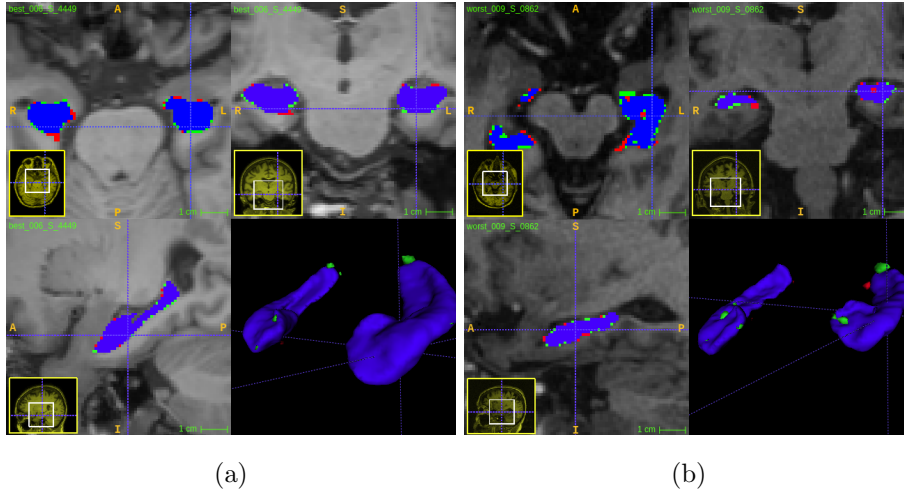 best_006_S_4449
A
R
L
P
1 cm
best_006_S_4449
S
R
L
I
1 cm
best_006_S_4449
S
A
P
I
1 cm
worst_009_S_0862
A
R
L
P
1 cm
worst_009_S_0862
S
R
L
I
1 cm
worst_009_S_0862
S
A
P
I
1 cm
(a)
(b)